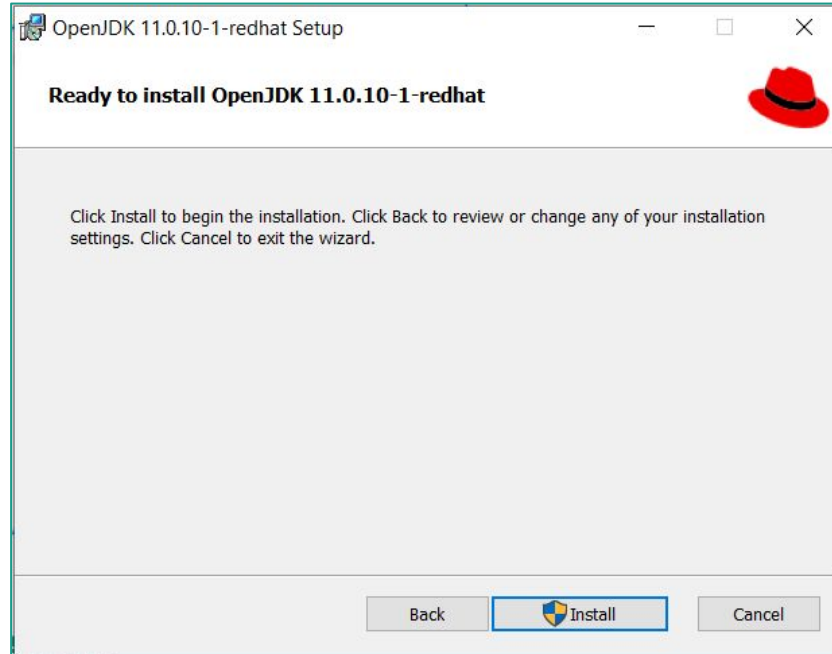 OpenJDK 11.0.10-1-redhat Setup
Ready to install OpenJDK 11.0.10-1-redhat
Click Install to begin the installation. Click Back to review or change any of your installation
settings. Click Cancel to exit the wizard.
Back
Install
Cancel